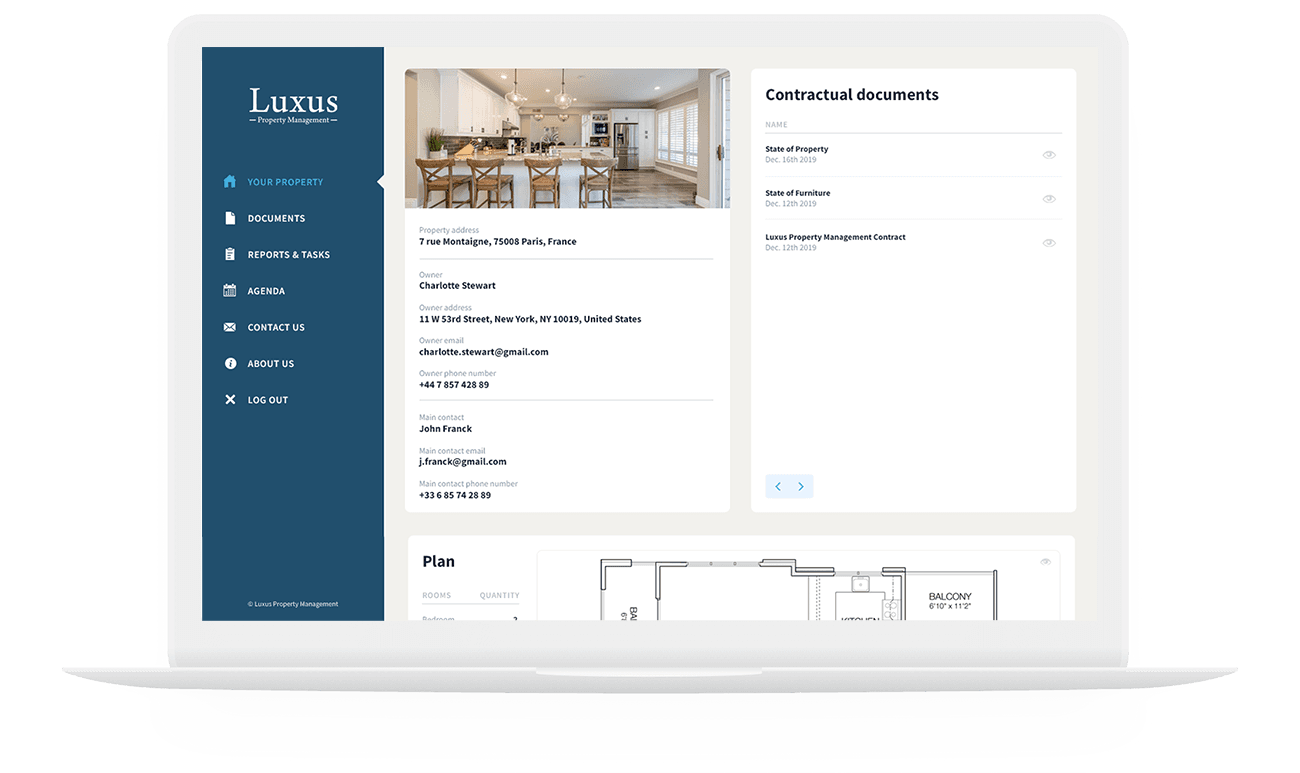 Luxus
Property Management
YOUR PROPERTY
DOCUMENTS
REPORTS & TASKS
AGENDA
CONTACT US
ABOUT US
LOG OUT
© Luxus Property Management
Property address
7 rue Montaigne, 75008 Paris, France
Owner
Charlotte Stewart
Owner address
11 W 53rd Street, New York, NY 10019, United States
Owner email
charlotte.stewart@gmail.com
Owner phone number
+44 7 857 428 89
Main contact
John Franck
Main contact email
j.franck@gmail.com
Main contact phone number
+33 6 85 74 28 89
Contractual documents
NAME
State of Property
Dec. 16th 2019
State of Furniture
Dec. 12th 2019
Luxus Property Management Contract
Dec. 12th 2019
Plan
ROOMS QUANTITY
Bedroom
KITCHEN
BALCONY
6'10" x 11'2"